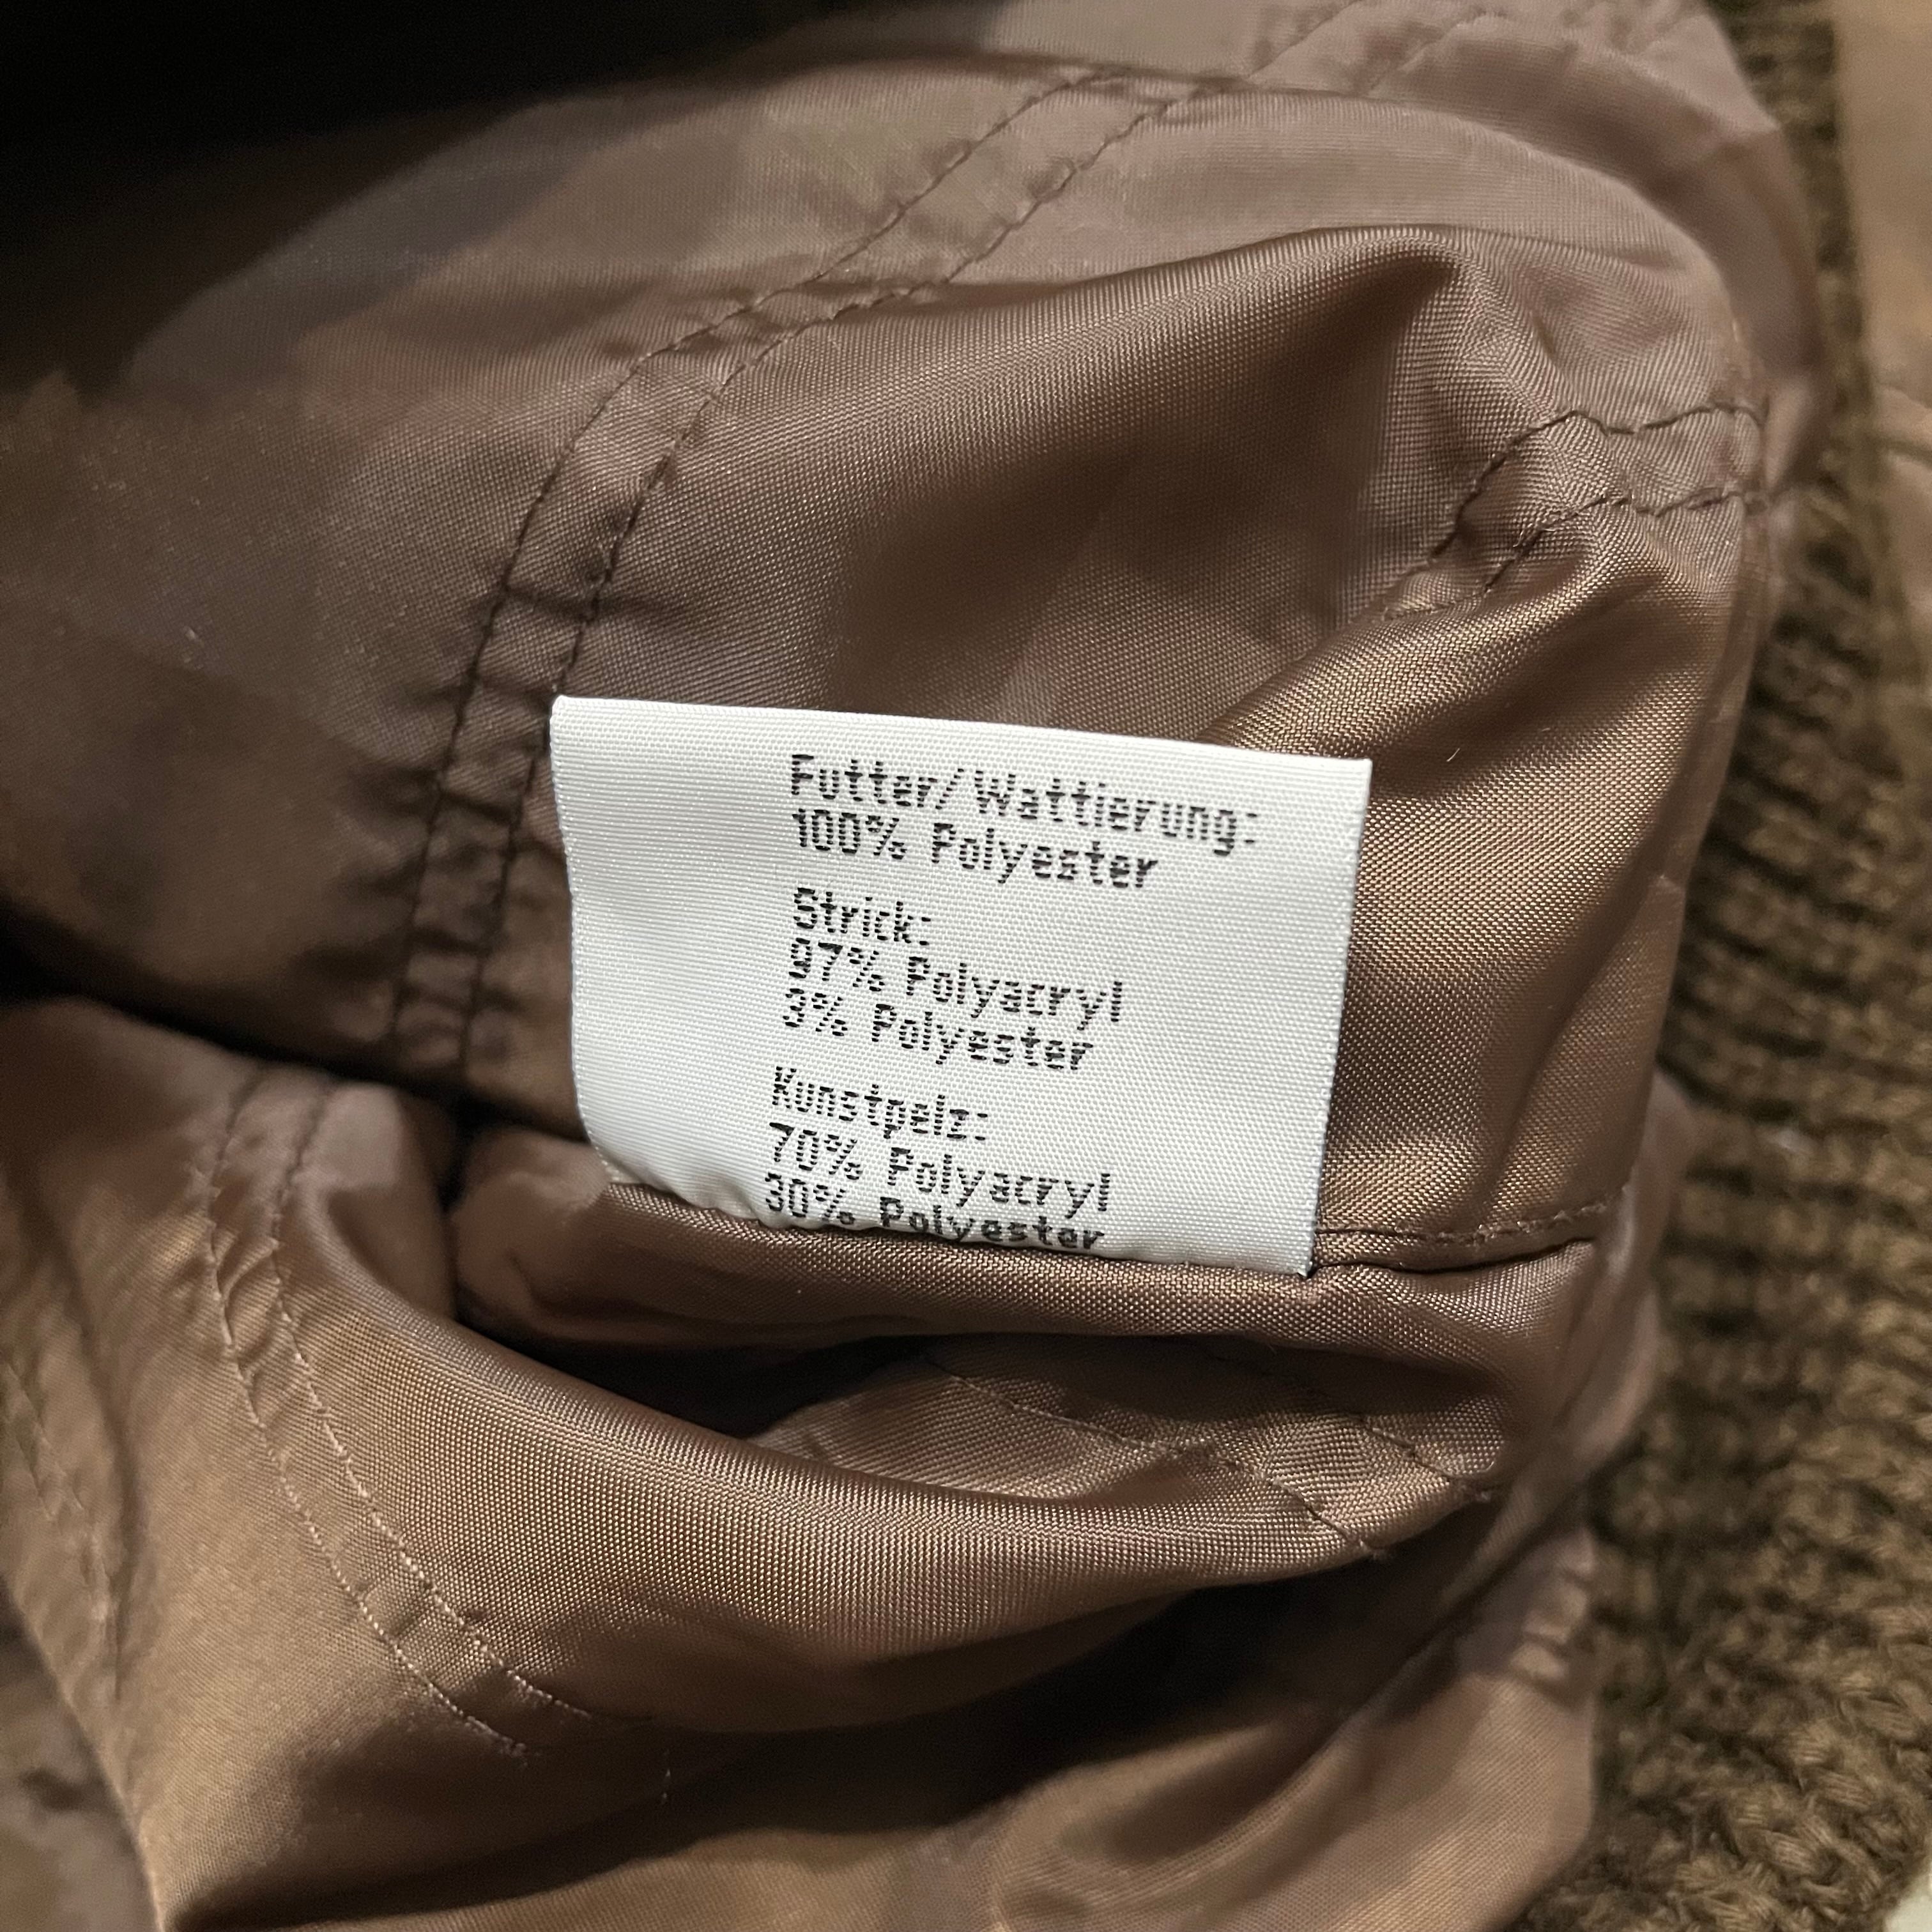 Futter/Wattierung:
100% Polyester
Strick:
97% Polyacryl
3% Polyester
Kunstpelz:
70% Polyacryl
30% Polyester